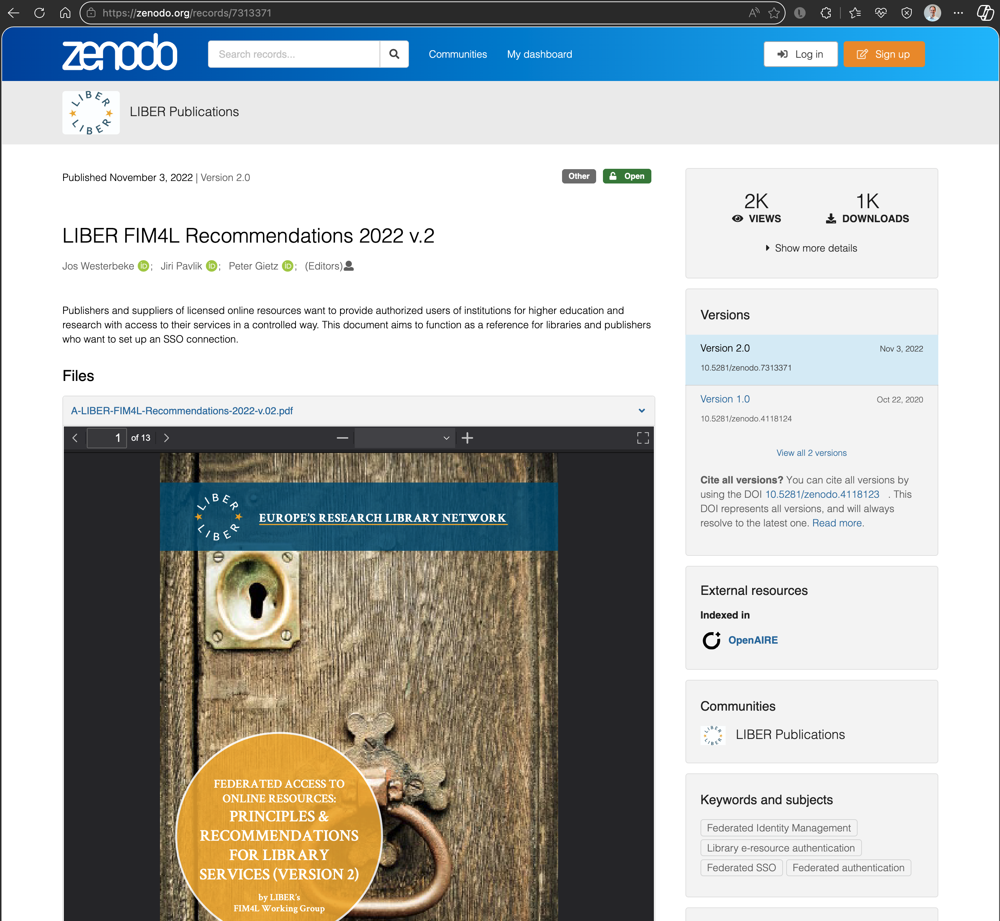 https://zenodo.org/records/7313371
zenodo
Search records...
Communities
My dashboard
Log in
Sign up
LIBER
LIBER
LIBER Publications
Published November 3, 2022 | Version 2.0
Other
Open
LIBER FIM4L Recommendations 2022 v.2
Jos Westerbeke iD; Jiri Pavlik iD; Peter Gietz iD; (Editors)
Publishers and suppliers of licensed online resources want to provide authorized users of institutions for higher education and
research with access to their services in a controlled way. This document aims to function as a reference for libraries and publishers
who want to set up an SSO connection.
Files
A-LIBER-FIM4L-Recommendations-2022-v.02.pdf
1 of 13
LIBER
LIBER
EUROPE'S RESEARCH LIBRARY NETWORK
FEDERATED ACCESS TO
ONLINE RESOURCES:
PRINCIPLES &
RECOMMENDATIONS
FOR LIBRARY
SERVICES (VERSION 2)
by LIBER's
FIM4L Working Group
2K
VIEWS
1K
DOWNLOADS
Show more details
Versions
Version 2.0
Nov 3, 2022
10.5281/zenodo.7313371
Version 1.0
Oct 22, 2020
10.5281/zenodo.4118124
View all 2 versions
Cite all versions? You can cite all versions by
using the DOI 10.5281/zenodo.4118123 . This
DOI represents all versions, and will always
resolve to the latest one. Read more.
External resources
Indexed in
OpenAIRE
Communities
LIBER
LIBER
LIBER Publications
Keywords and subjects
Federated Identity Management
Library e-resource authentication
Federated SSO
Federated authentication